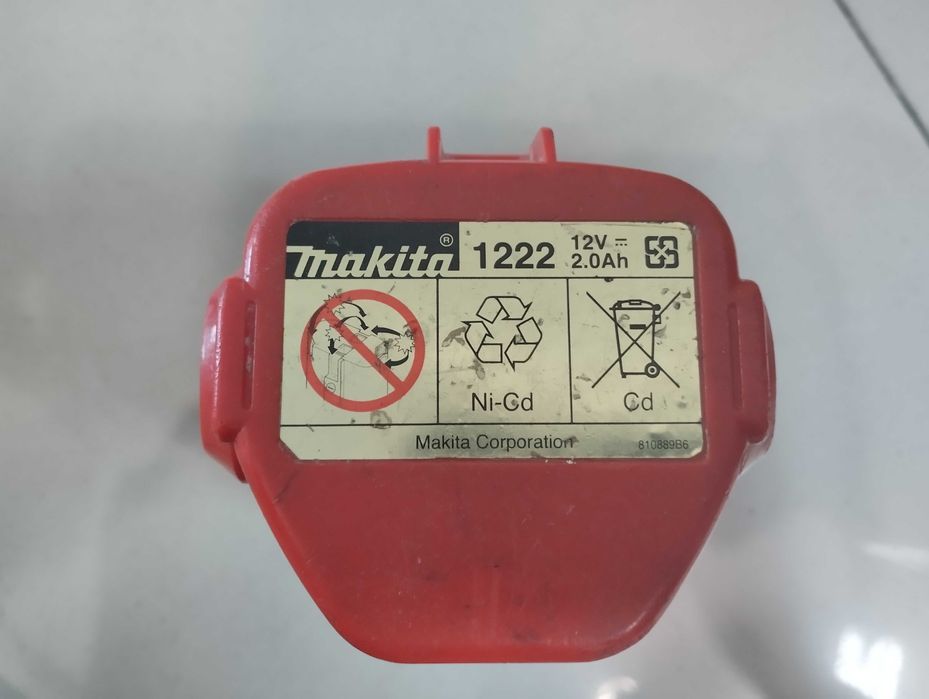 Makita ® 1222 12V ⎓
2.0Ah
Ni-Cd
Cd
Makita Corporation 810889B6